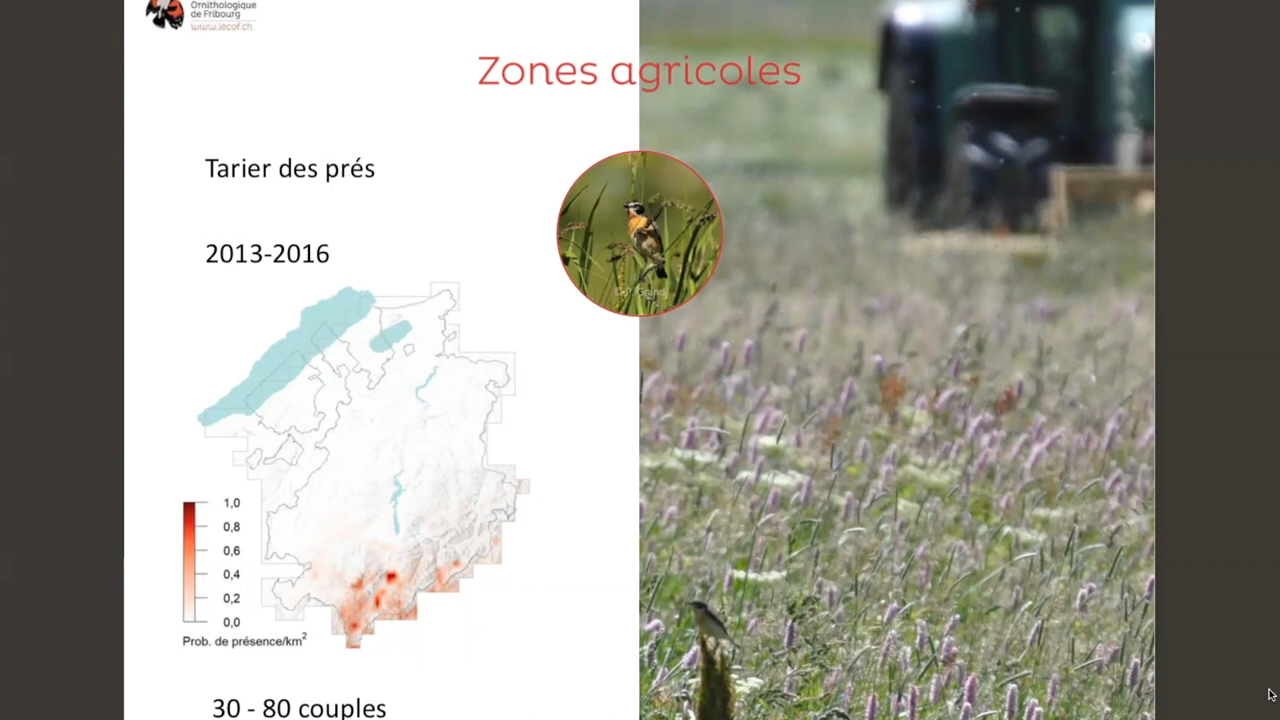 Ornithologique
de Fribourg
www.lecof.ch
Zones agricoles
Tarier des prés
2013-2016
1,0
0,8
0,6
0,4
0,2
0,0
Prob. de présence/km²
30 - 80 couples